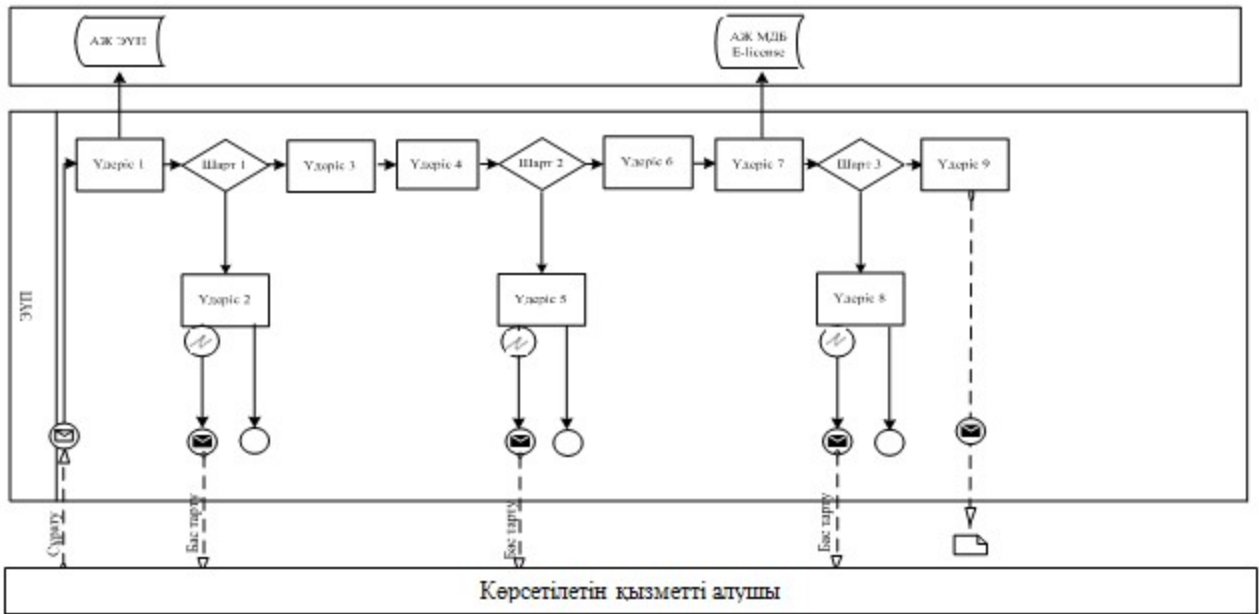 АЖ ЭҮП
АЖ МДБ
E-license
Үдеріс 1
Шарт 1
Үдеріс 3
Үдеріс 4
Шарт 2
Үдеріс 6
Үдеріс 7
Шарт 3
Үдеріс 9
ЭҮП
Үдеріс 2
Үдеріс 5
Үдеріс 8
Сұрату
Бас тарту
Бас тарту
Бас тарту
Көрсетілетін қызметті алушы